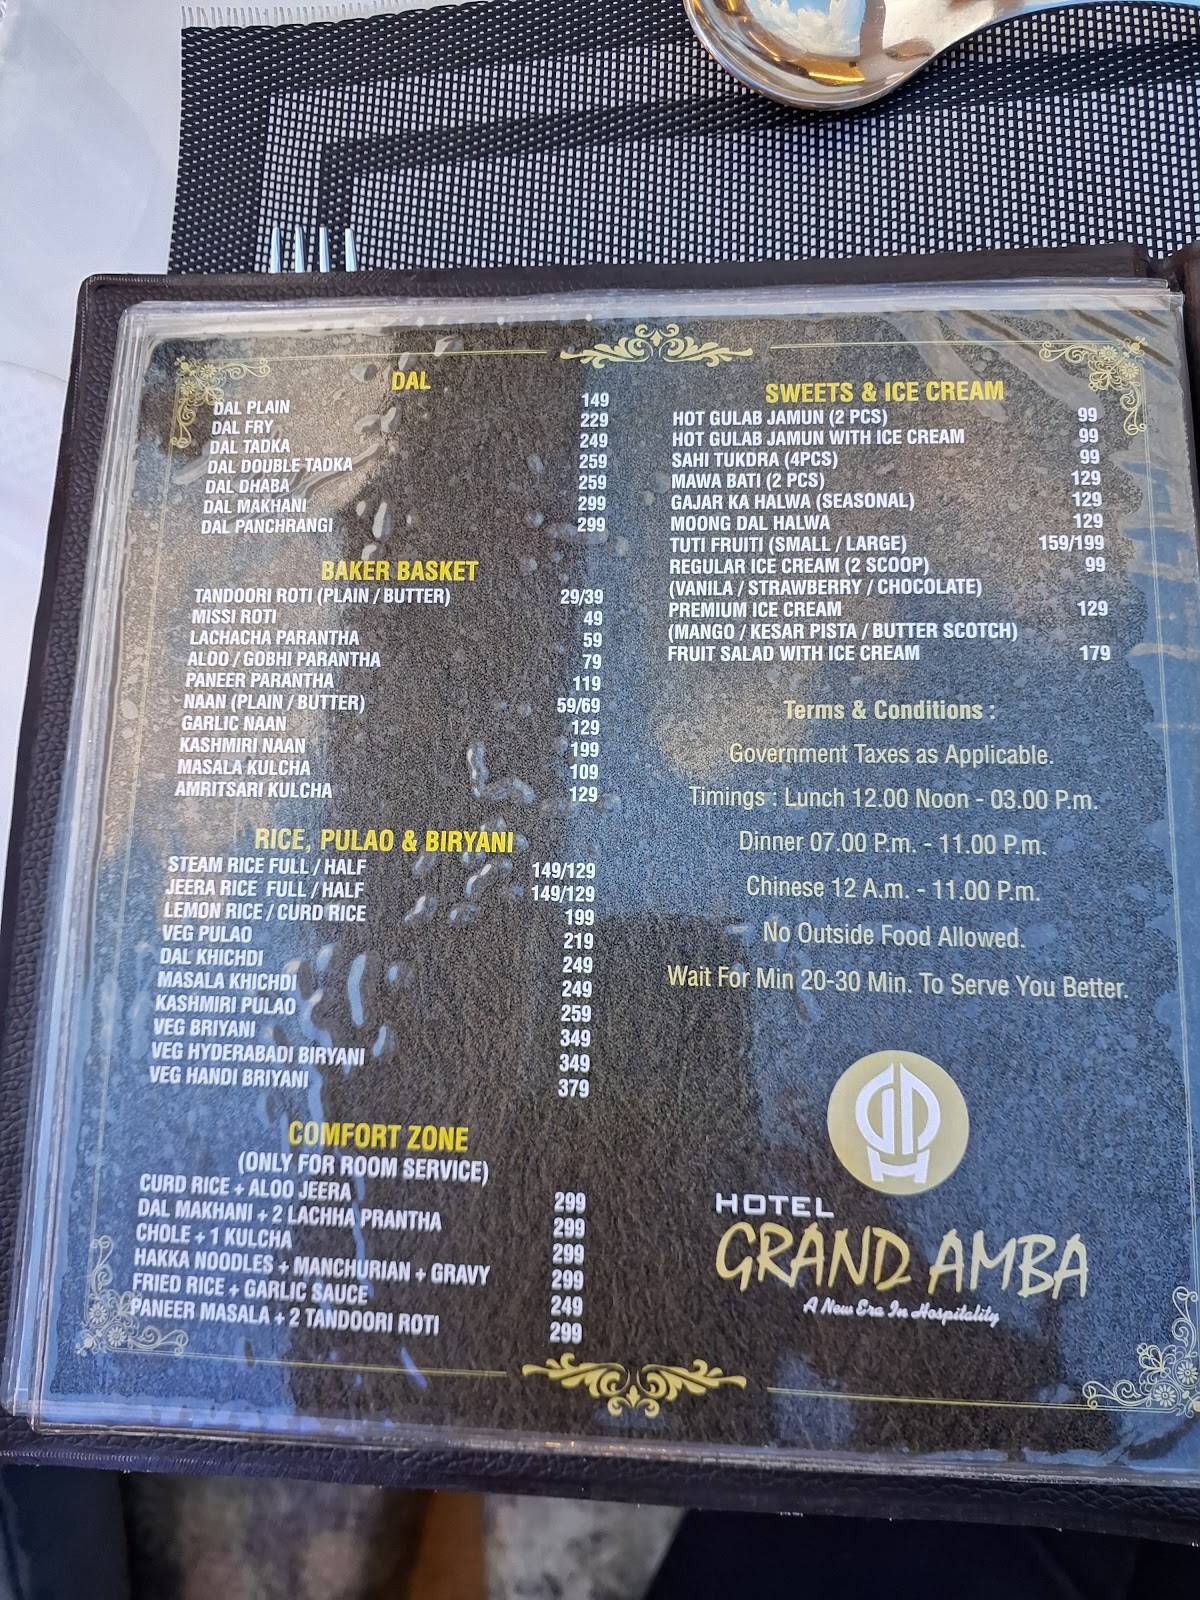 DAL
DAL PLAIN 149
DAL FRY 229
DAL TADKA 249
DAL DOUBLE TADKA 259
DAL DHABA 259
DAL MAKHANI 299
DAL PANCHRANGI 299
BAKER BASKET
TANDOORI ROTI (PLAIN / BUTTER) 29/39
MISSI ROTI 49
LACHACHA PARANTHA 59
ALOO / GOBHI PARANTHA 79
PANEER PARANTHA 119
NAAN (PLAIN / BUTTER) 59/69
GARLIC NAAN 129
KASHMIRI NAAN 199
MASALA KULCHA 109
AMRITSARI KULCHA 129
RICE, PULAO & BIRYANI
STEAM RICE FULL / HALF 149/129
JEERA RICE FULL / HALF 149/129
LEMON RICE / CURD RICE 199
VEG PULAO 219
DAL KHICHDI 249
MASALA KHICHDI 249
KASHMIRI PULAO 259
VEG BRIYANI 349
VEG HYDERABADI BIRYANI 349
VEG HANDI BRIYANI 379
COMFORT ZONE
(ONLY FOR ROOM SERVICE)
CURD RICE + ALOO JEERA 299
DAL MAKHANI + 2 LACHHA PRANTHA 299
CHOLE + 1 KULCHA 299
HAKKA NOODLES + MANCHURIAN + GRAVY 299
FRIED RICE + GARLIC SAUCE 249
PANEER MASALA + 2 TANDOORI ROTI 299
SWEETS & ICE CREAM
HOT GULAB JAMUN (2 PCS) 99
HOT GULAB JAMUN WITH ICE CREAM 99
SAHI TUKDRA (4PCS) 99
MAWA BATI (2 PCS) 129
GAJAR KA HALWA (SEASONAL) 129
MOONG DAL HALWA 129
TUTI FRUITI (SMALL / LARGE) 159/199
REGULAR ICE CREAM (2 SCOOP) 99
(VANILA / STRAWBERRY / CHOCOLATE)
PREMIUM ICE CREAM 129
(MANGO / KESAR PISTA / BUTTER SCOTCH)
FRUIT SALAD WITH ICE CREAM 179
Terms & Conditions :
Government Taxes as Applicable.
Timings : Lunch 12.00 Noon - 03.00 P.m.
Dinner 07.00 P.m. - 11.00 P.m.
Chinese 12 A.m. - 11.00 P.m.
No Outside Food Allowed.
Wait For Min 20-30 Min. To Serve You Better.
HOTEL
GRAND AMBA
A New Era In Hospitality